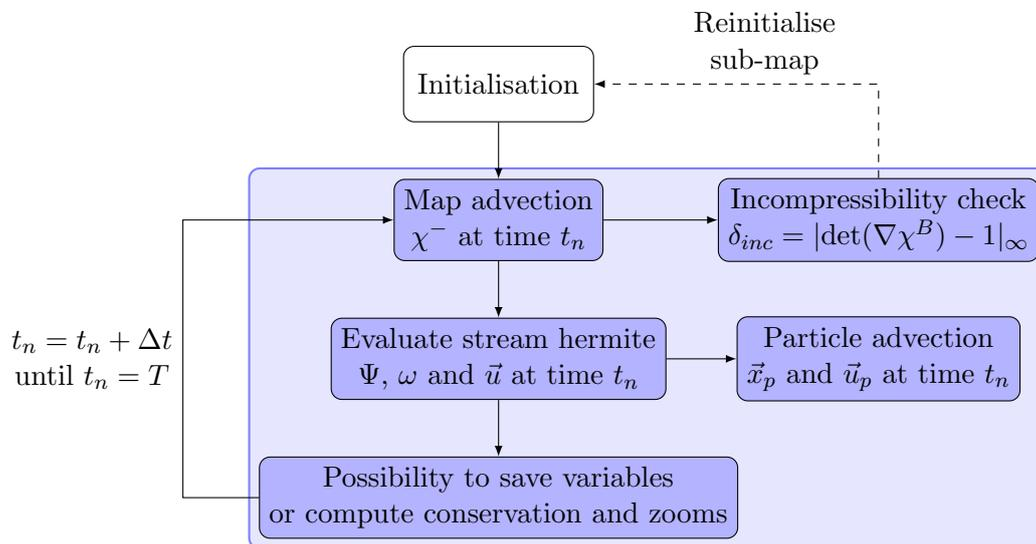 Reinitialise
sub-map
Initialisation
Map advection
χ⁻ at time tₙ
Incompressibility check
δ_{inc} = |det(∇χ^B) − 1|_∞
tₙ = tₙ + Δt
until tₙ = T
Evaluate stream hermite
Ψ, ω and u⃗ at time tₙ
Particle advection
x⃗ₚ and u⃗ₚ at time tₙ
Possibility to save variables
or compute conservation and zooms